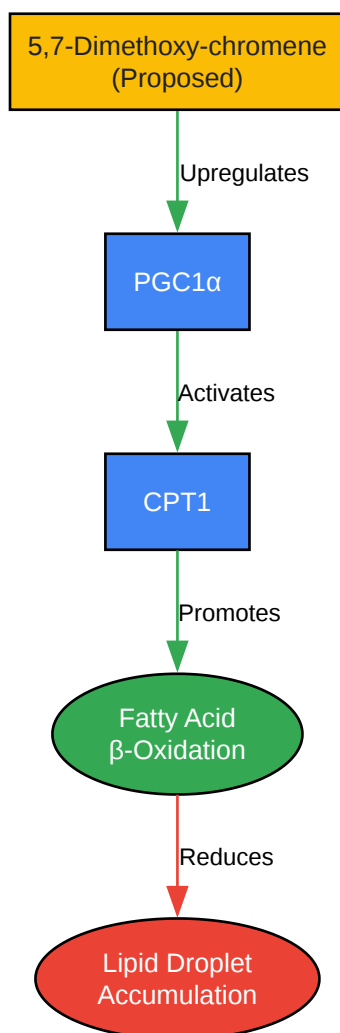 5,7-Dimethoxy-chromene
(Proposed)
Upregulates
PGC1α
Activates
CPT1
Promotes
Fatty Acid
β-Oxidation
Reduces
Lipid Droplet
Accumulation